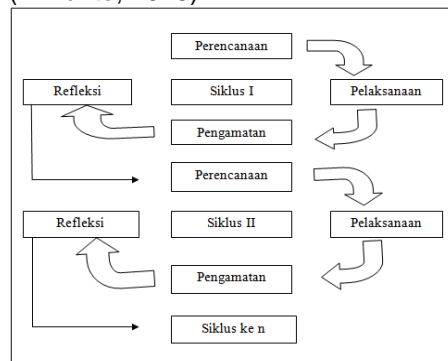 Perencanaan
Refleksi
Siklus I
Pelaksanaan
Pengamatan
Perencanaan
Refleksi
Siklus II
Pelaksanaan
Pengamatan
Siklus ke n